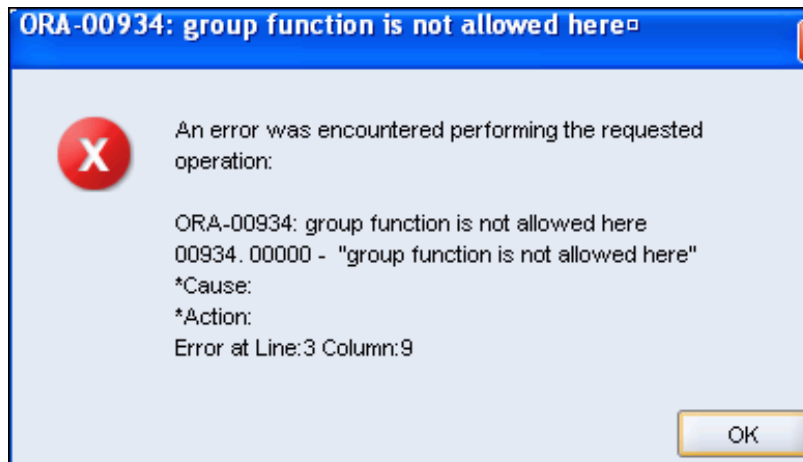 ORA-00934: group function is not allowed here▫
An error was encountered performing the requested
operation:
ORA-00934: group function is not allowed here
00934. 00000 - "group function is not allowed here"
*Cause:
*Action:
Error at Line:3 Column:9
OK